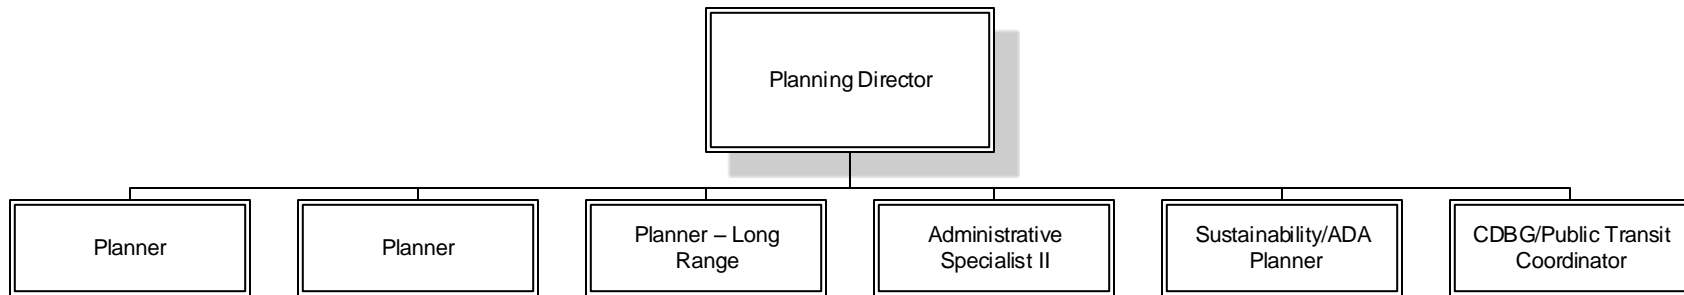 Planning Director
Planner
Planner
Planner – Long
Range
Administrative
Specialist II
Sustainability/ADA
Planner
CDBG/Public Transit
Coordinator